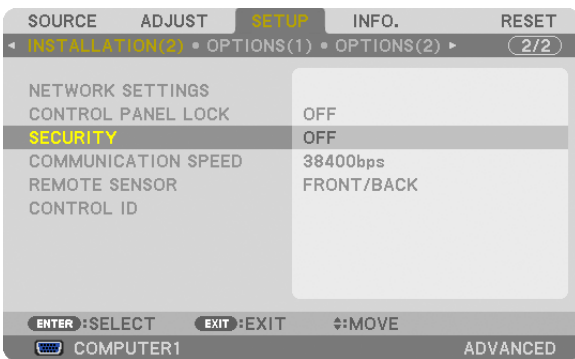 SOURCE ADJUST SETUP INFO. RESET
◂ INSTALLATION(2) • OPTIONS(1) • OPTIONS(2) ▸ 2/2
NETWORK SETTINGS
CONTROL PANEL LOCK OFF
SECURITY OFF
COMMUNICATION SPEED 38400bps
REMOTE SENSOR FRONT/BACK
CONTROL ID
ENTER :SELECT EXIT :EXIT ⬍:MOVE
COMPUTER1 ADVANCED